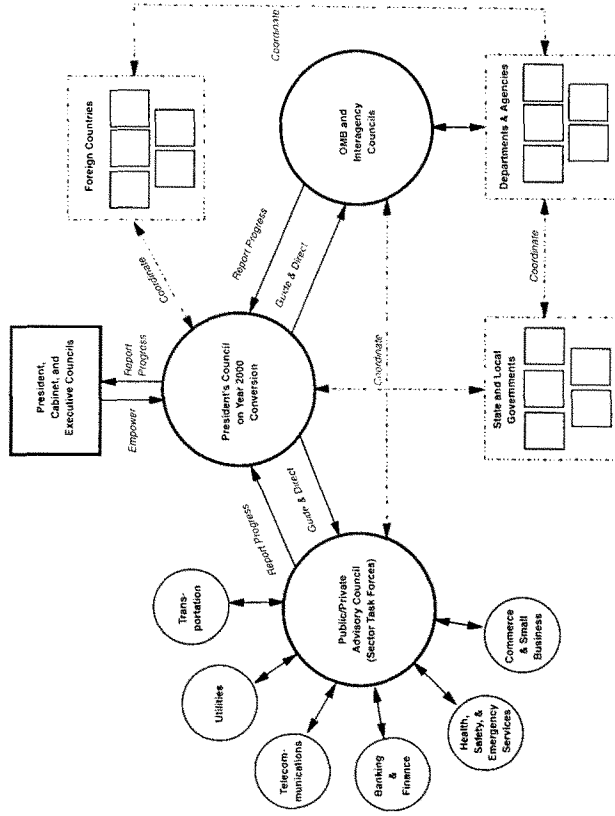 President,
Cabinet, and
Executive Councils
Empower
Report
Progress
Foreign Countries
Coordinate
Coordinate
President's Council
on Year 2000
Conversion
Report Progress
Guide & Direct
Report Progress
Guide & Direct
OMB and
Interagency
Councils
Public/Private
Advisory Council
(Sector Task Forces)
Coordinate
Trans-
portation
Utilities
Telecom-
munications
Banking
&
Finance
Health,
Safety, &
Emergency
Services
Commerce
& Small
Business
State and Local
Governments
Coordinate
Departments & Agencies